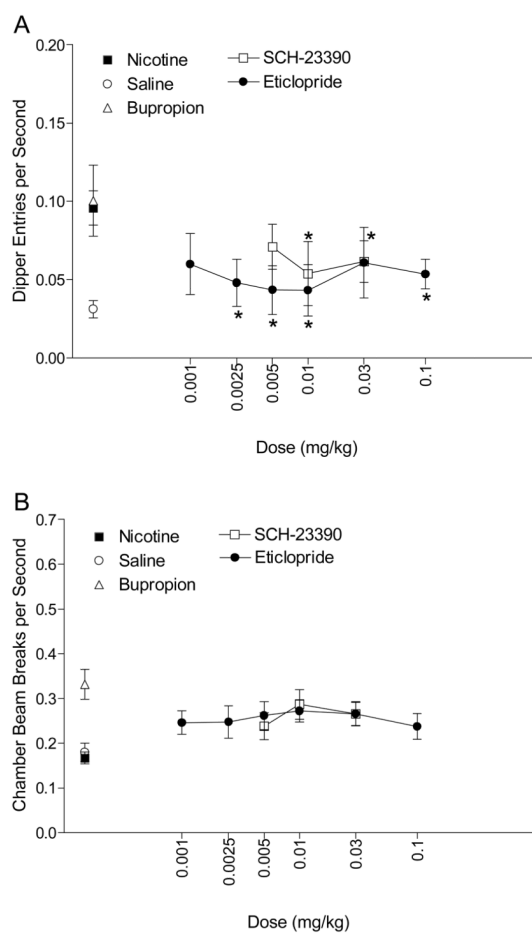 A
0.20
0.15
0.10
0.05
0.00
Dipper Entries per Second
Nicotine
Saline
Bupropion
SCH-23390
Eticlopride
*
*
*
*
*
*
0.001
0.0025
0.005
0.01
0.03
0.1
Dose (mg/kg)
B
0.7
0.6
0.5
0.4
0.3
0.2
0.1
0.0
Chamber Beam Breaks per Second
Nicotine
Saline
Bupropion
SCH-23390
Eticlopride
0.001
0.0025
0.005
0.01
0.03
0.1
Dose (mg/kg)